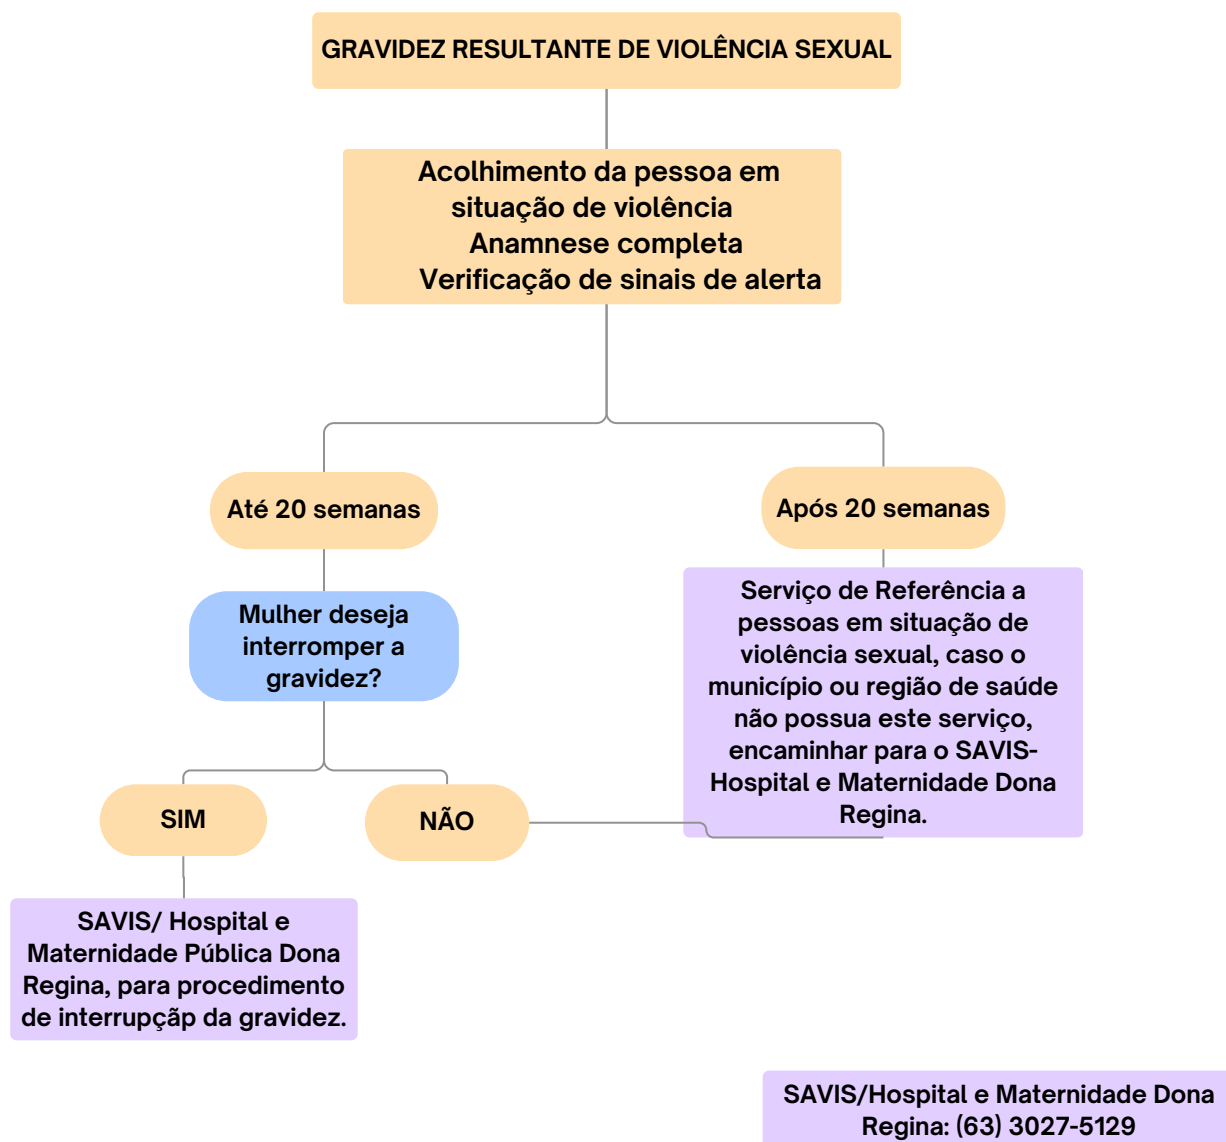 GRAVIDEZ RESULTANTE DE VIOLÊNCIA SEXUAL
Acolhimento da pessoa em
situação de violência
Anamnese completa
Verificação de sinais de alerta
Até 20 semanas
Após 20 semanas
Mulher deseja
interromper a
gravidez?
Serviço de Referência a
pessoas em situação de
violência sexual, caso o
município ou região de saúde
não possua este serviço,
encaminhar para o SAVIS-
Hospital e Maternidade Dona
Regina.
SIM
NÃO
SAVIS/ Hospital e
Maternidade Pública Dona
Regina, para procedimento
de interrupçãp da gravidez.
SAVIS/Hospital e Maternidade Dona
Regina: (63) 3027-5129